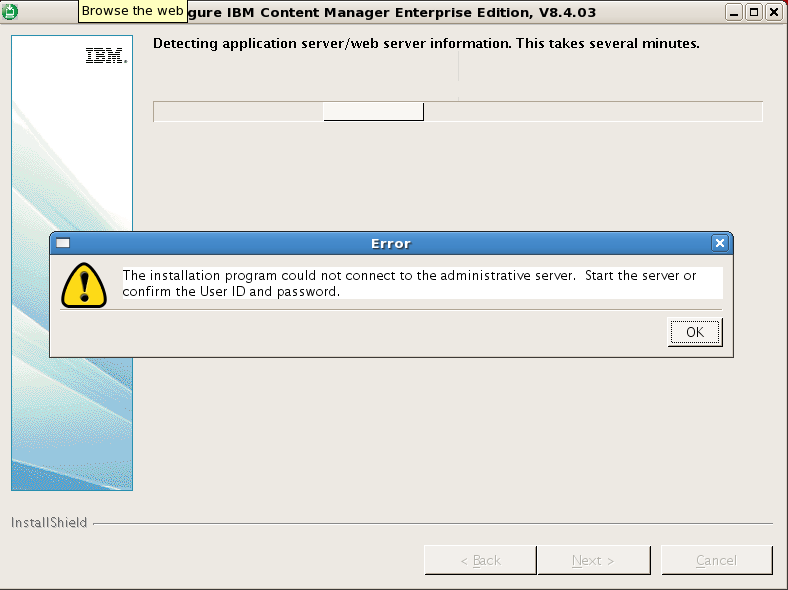 Browse the web
gure IBM Content Manager Enterprise Edition, V8.4.03
IBM.
Detecting application server/web server information. This takes several minutes.
Error
The installation program could not connect to the administrative server. Start the server or
confirm the User ID and password.
OK
InstallShield
< Back
Next >
Cancel